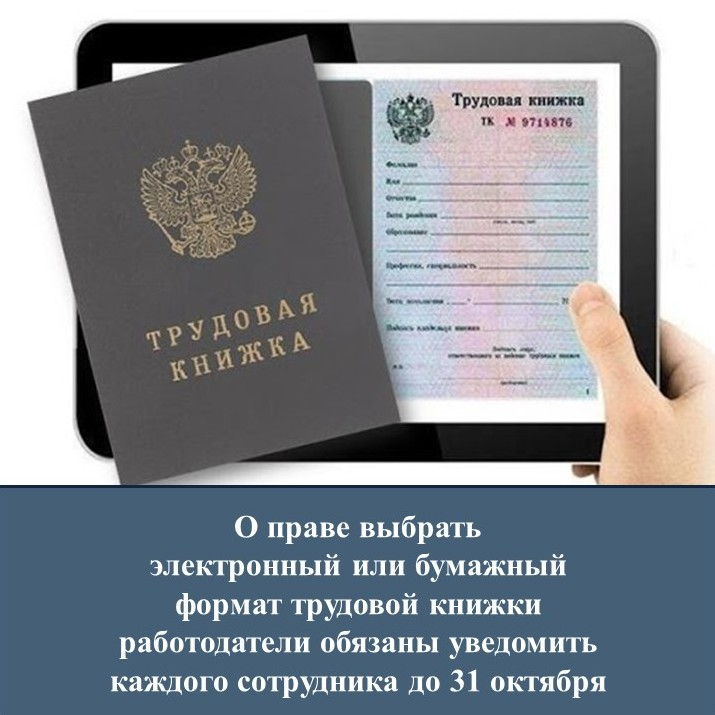 ТРУДОВАЯ
КНИЖКА
Трудовая книжка
ТК № 9714876
Фамилия
Имя
Отчество
Дата рождения
Образование
Профессия, специальность
Дата заполнения
Подпись владельца книжки
О праве выбрать
электронный или бумажный
формат трудовой книжки
работодатели обязаны уведомить
каждого сотрудника до 31 октября